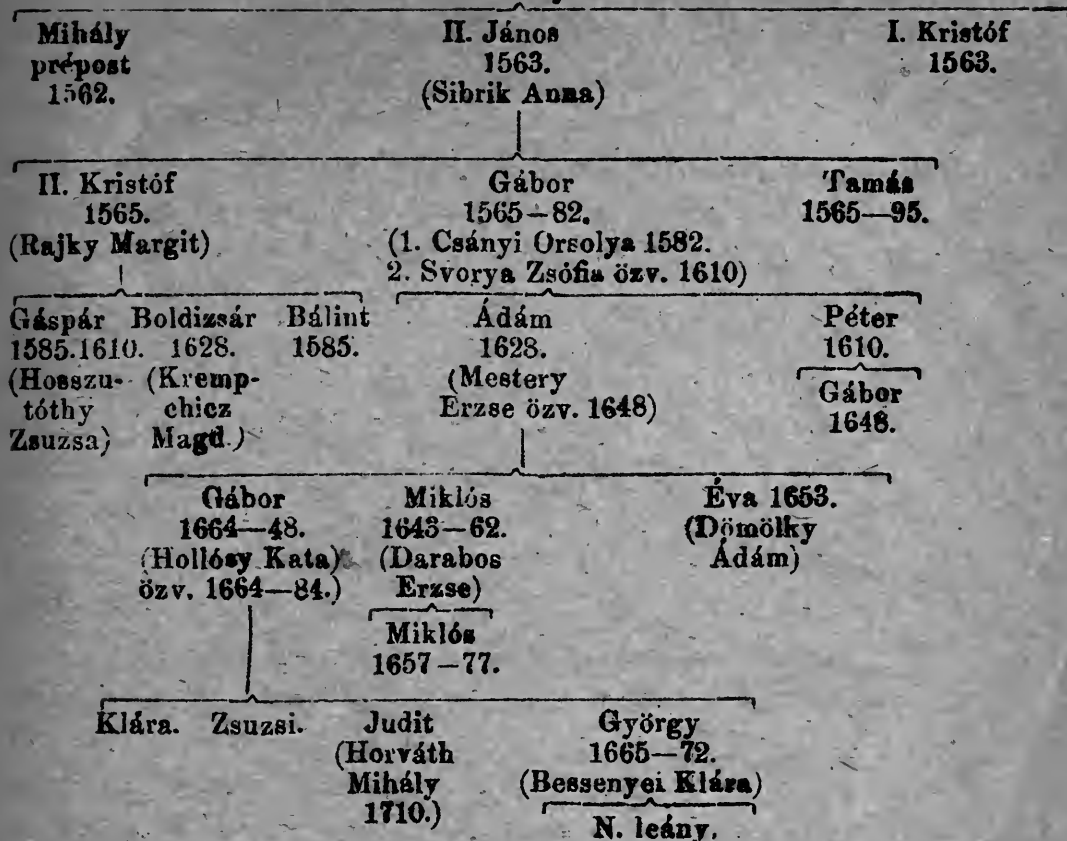 Mihály II. János I. Kristóf
prépost 1563. 1563.
1562. (Sibrik Anna)
II. Kristóf Gábor Tamás
1565. 1565–82. 1565—95.
(Rajky Margit) (1. Csányi Orsolya 1582.
2. Svorya Zsófia özv. 1610)
Gáspár Boldizsár Bálint Ádám Péter
1585.1610. 1628. 1585. 1628. 1610.
(Hosszu- (Kremp- (Mestery Gábor
tóthy chicz Erzse özv. 1648) 1648.
Zsuzsa) Magd.)
Gábor Miklós Éva 1653.
1664—48. 1643–62. (Dömölky
(Hollósy Kata) (Darabos Ádám)
özv. 1664—84.) Erzse)
Miklós
1657–77.
Klára. Zsuzsi. Judit György
(Horváth 1665—72.
Mihály (Bessenyei Klára)
1710.) N. leány.